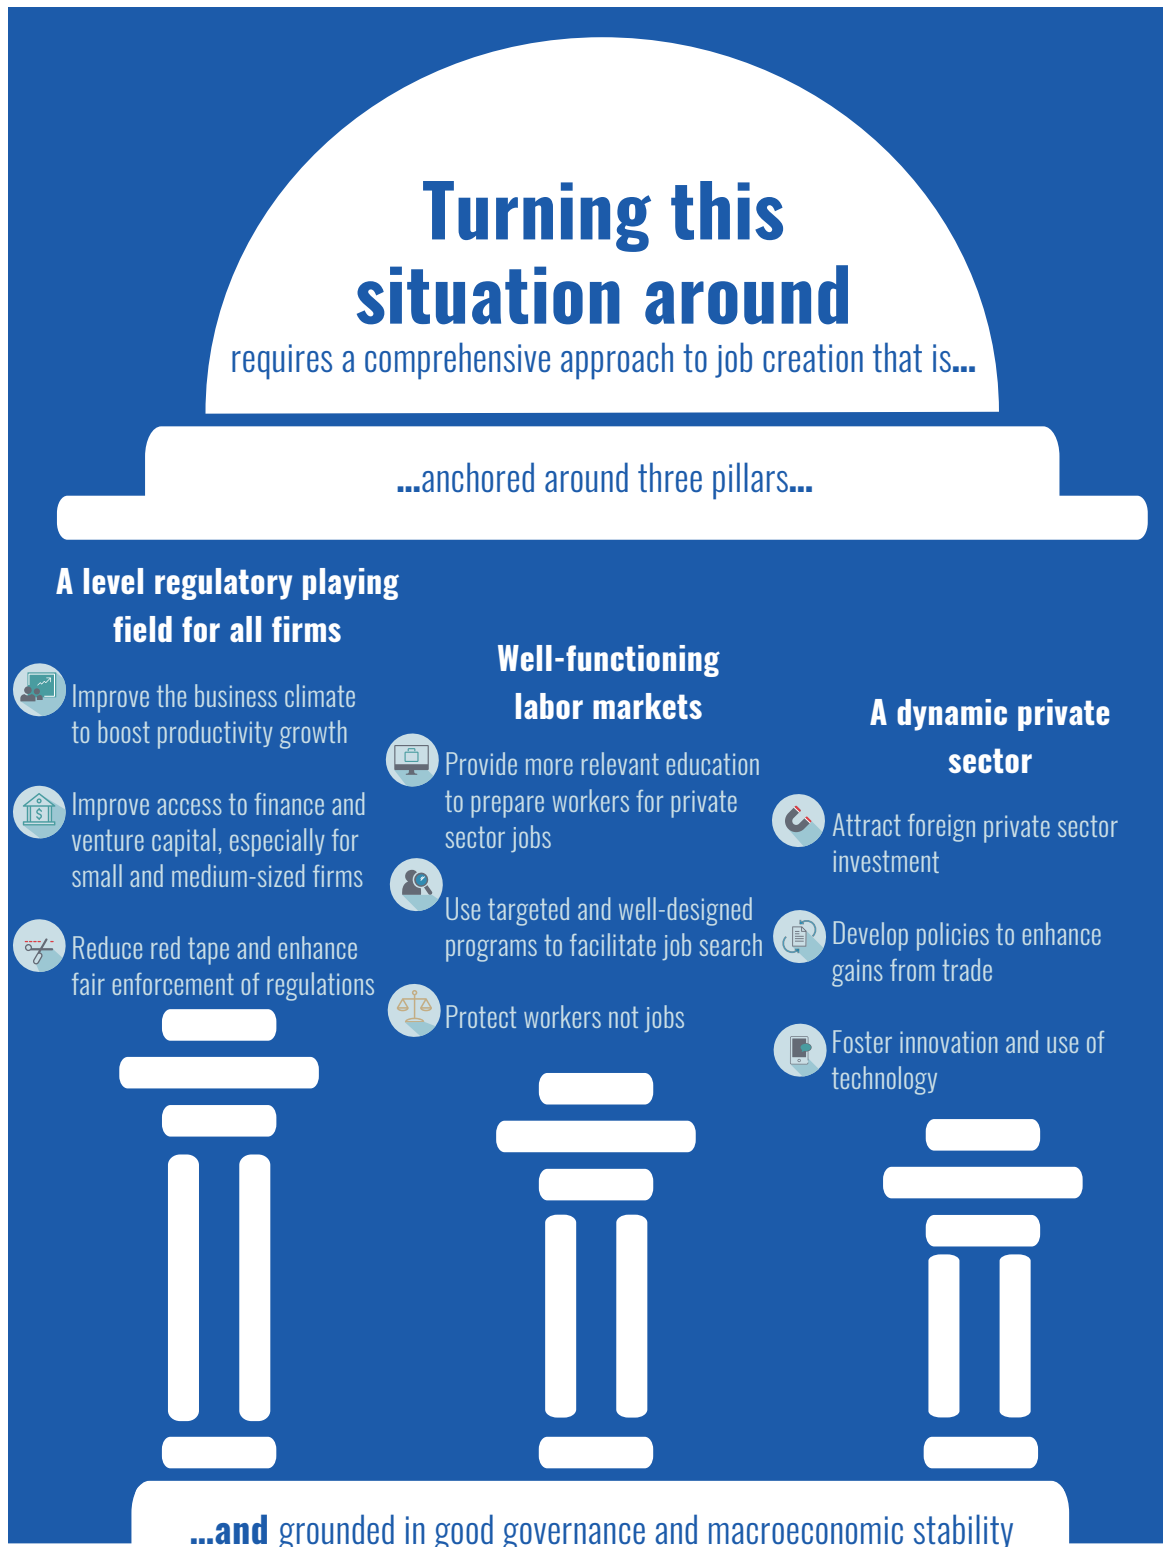 Turning this
situation around
requires a comprehensive approach to job creation that is...
...anchored around three pillars...
A level regulatory playing
field for all firms
Improve the business climate
to boost productivity growth
Improve access to finance and
venture capital, especially for
small and medium-sized firms
Reduce red tape and enhance
fair enforcement of regulations
Well-functioning
labor markets
Provide more relevant education
to prepare workers for private
sector jobs
Use targeted and well-designed
programs to facilitate job search
Protect workers not jobs
A dynamic private
sector
Attract foreign private sector
investment
Develop policies to enhance
gains from trade
Foster innovation and use of
technology
...and grounded in good governance and macroeconomic stability